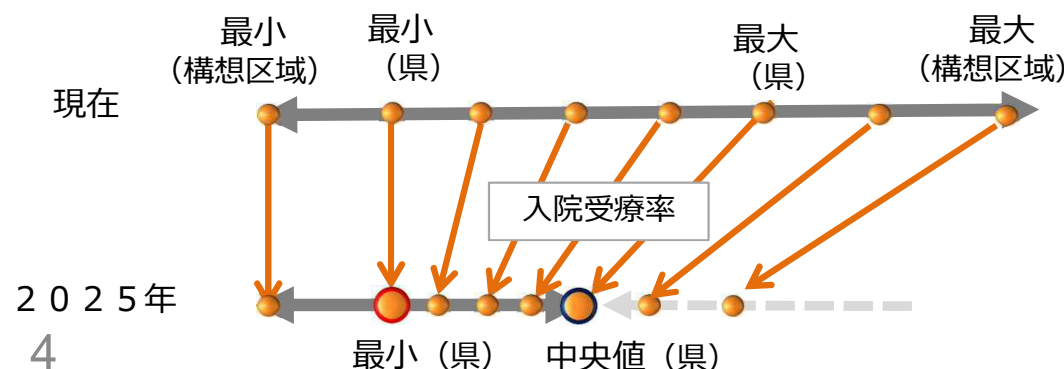 最小
（構想区域）
最小
（県）
最大
（県）
最大
（構想区域）
現在
入院受療率
２０25年
最小（県）
中央値（県）
4